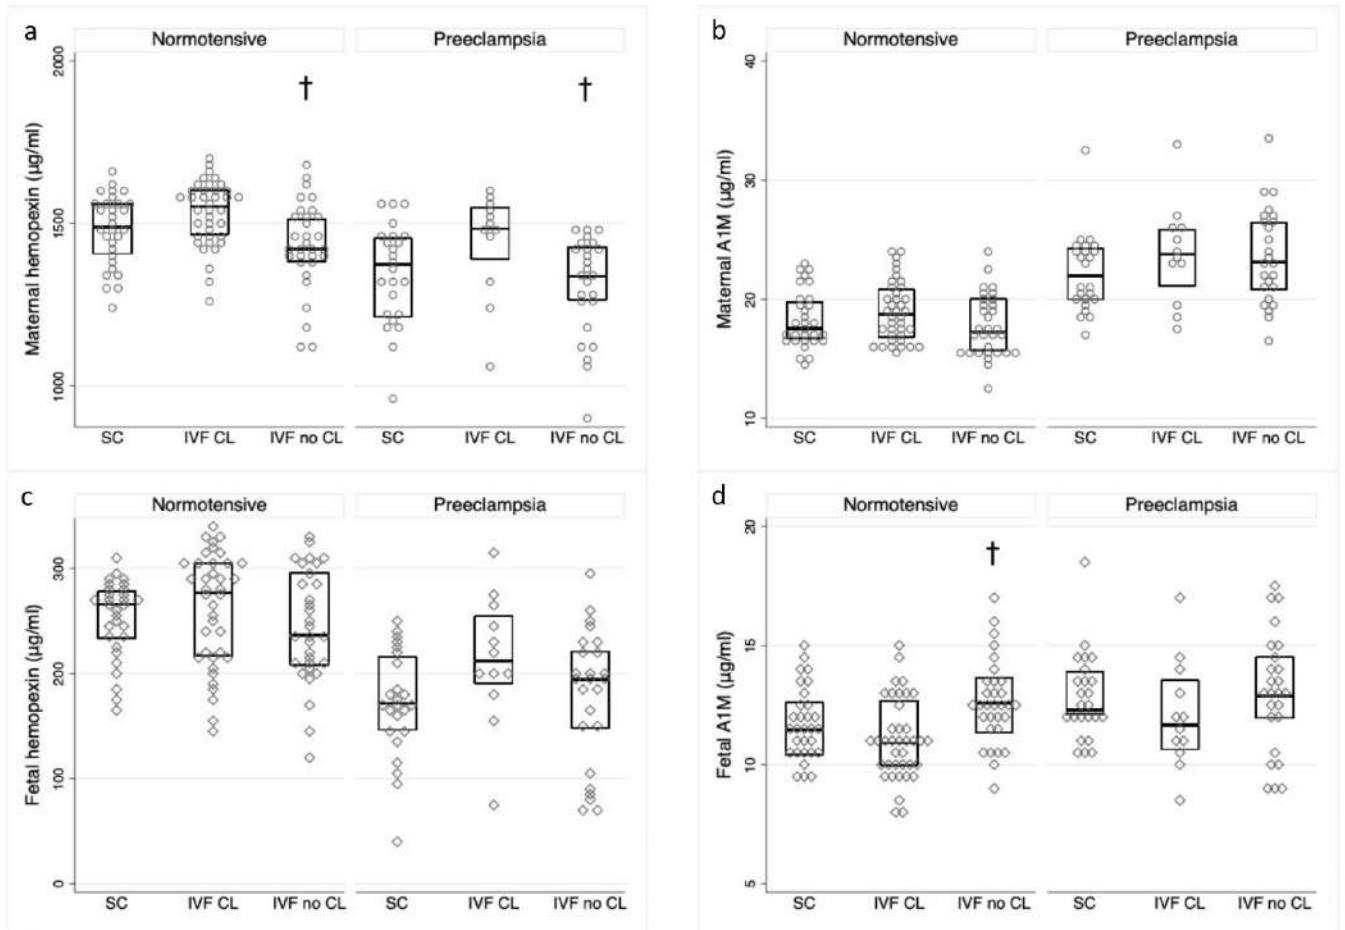 a
Normotensive Preeclampsia
†
†
2000
1500
1000
Maternal hemopexin (µg/ml)
SC IVF CL IVF no CL SC IVF CL IVF no CL
b
Normotensive Preeclampsia
40
30
20
10
Maternal A1M (µg/ml)
SC IVF CL IVF no CL SC IVF CL IVF no CL
c
Normotensive Preeclampsia
300
200
100
0
Fetal hemopexin (µg/ml)
SC IVF CL IVF no CL SC IVF CL IVF no CL
d
Normotensive Preeclampsia
†
20
15
10
5
Fetal A1M (µg/ml)
SC IVF CL IVF no CL SC IVF CL IVF no CL